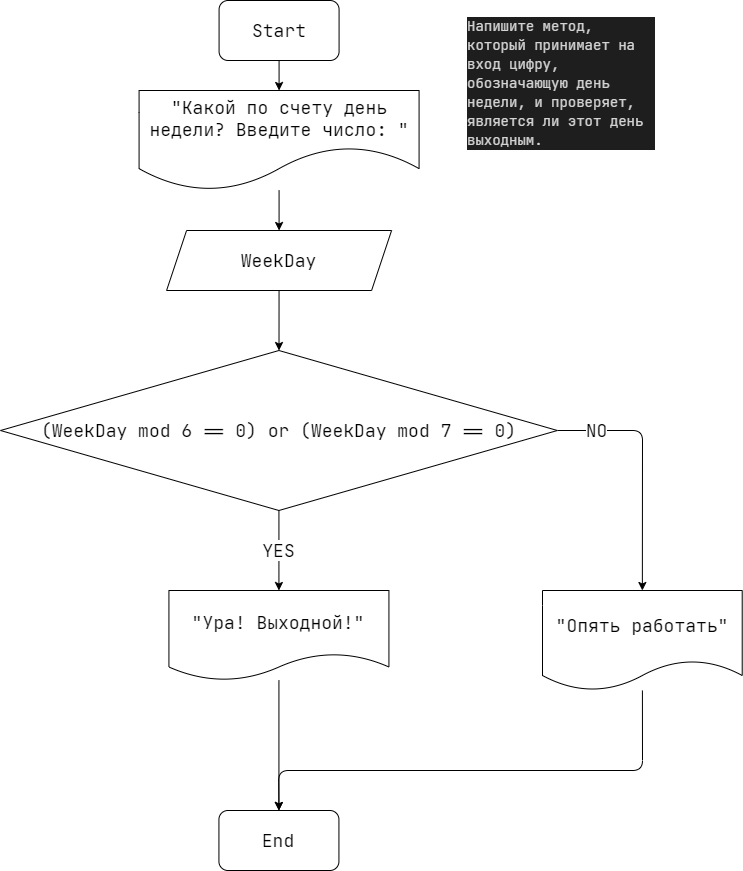 Start
Напишите метод,
который принимает на
вход цифру,
обозначающую день
недели, и проверяет,
является ли этот день
выходным.
"Какой по счету день
недели? Введите число: "
WeekDay
(WeekDay mod 6 == 0) or (WeekDay mod 7 == 0)
NO
YES
"Ура! Выходной!"
"Опять работать"
End